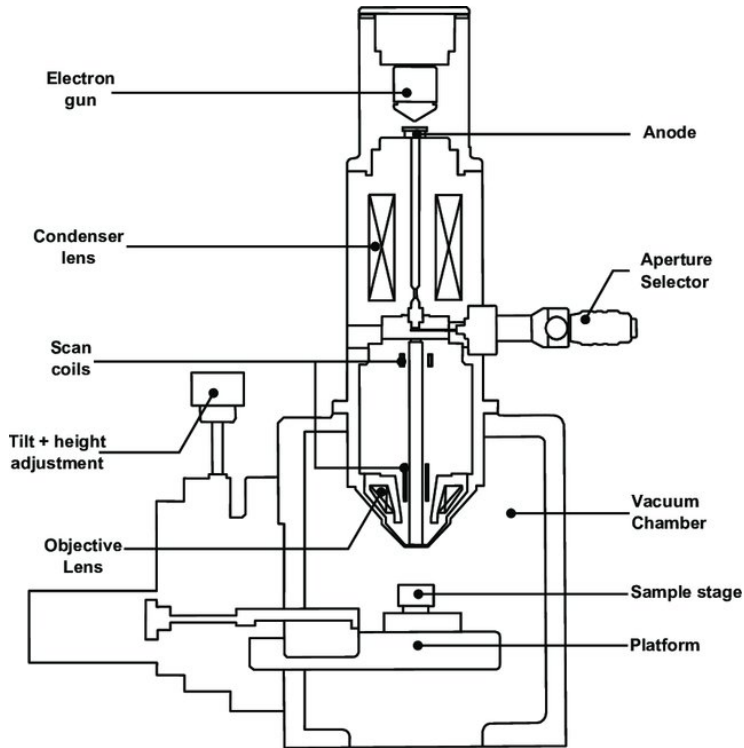 Electron
gun
Anode
Condenser
lens
Aperture
Selector
Scan
coils
Tilt + height
adjustment
Vacuum
Chamber
Objective
Lens
Sample stage
Platform